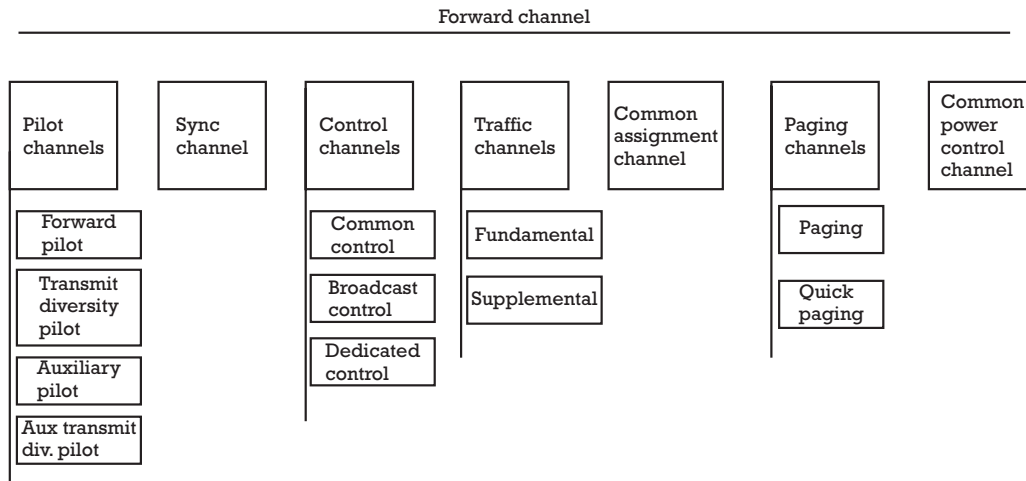 Forward channel
Pilot
channels
Sync
channel
Control
channels
Traffic
channels
Common
assignment
channel
Paging
channels
Common
power
control
channel
Forward
pilot
Transmit
diversity
pilot
Auxiliary
pilot
Aux transmit
div. pilot
Common
control
Broadcast
control
Dedicated
control
Fundamental
Supplemental
Paging
Quick
paging